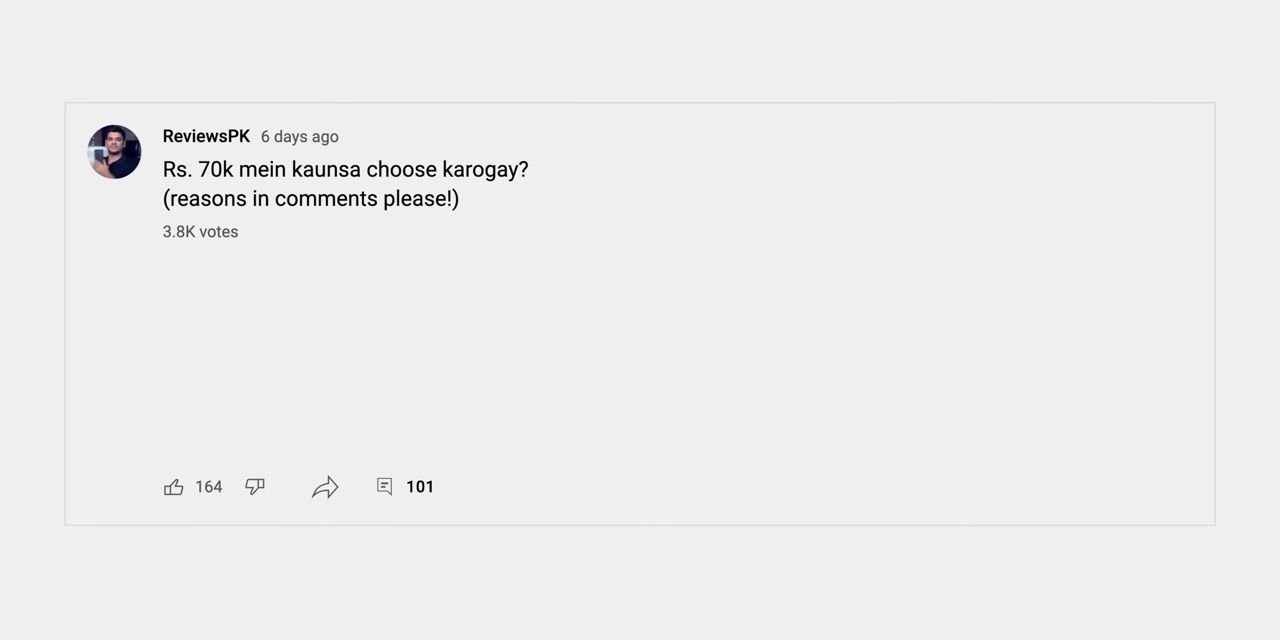 ReviewsPK 6 days ago
Rs. 70k mein kaunsa choose karogay?
(reasons in comments please!)
3.8K votes
164 101